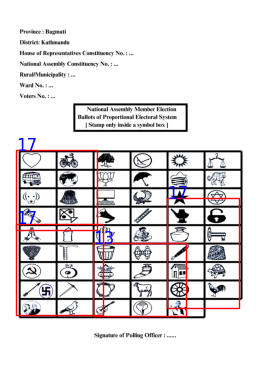 Province : Bagmati
District: Kathmandu
House of Representatives Constituency No. : ...
National Assembly Constituency No. : ...
Rural/Municipality : ...
Ward No. : ...
Voters No. : ...
National Assembly Member Election
Ballots of Proportional Electoral System
[ Stamp only inside a symbol box ]
17
17
17
13
Signature of Polling Officer : ......